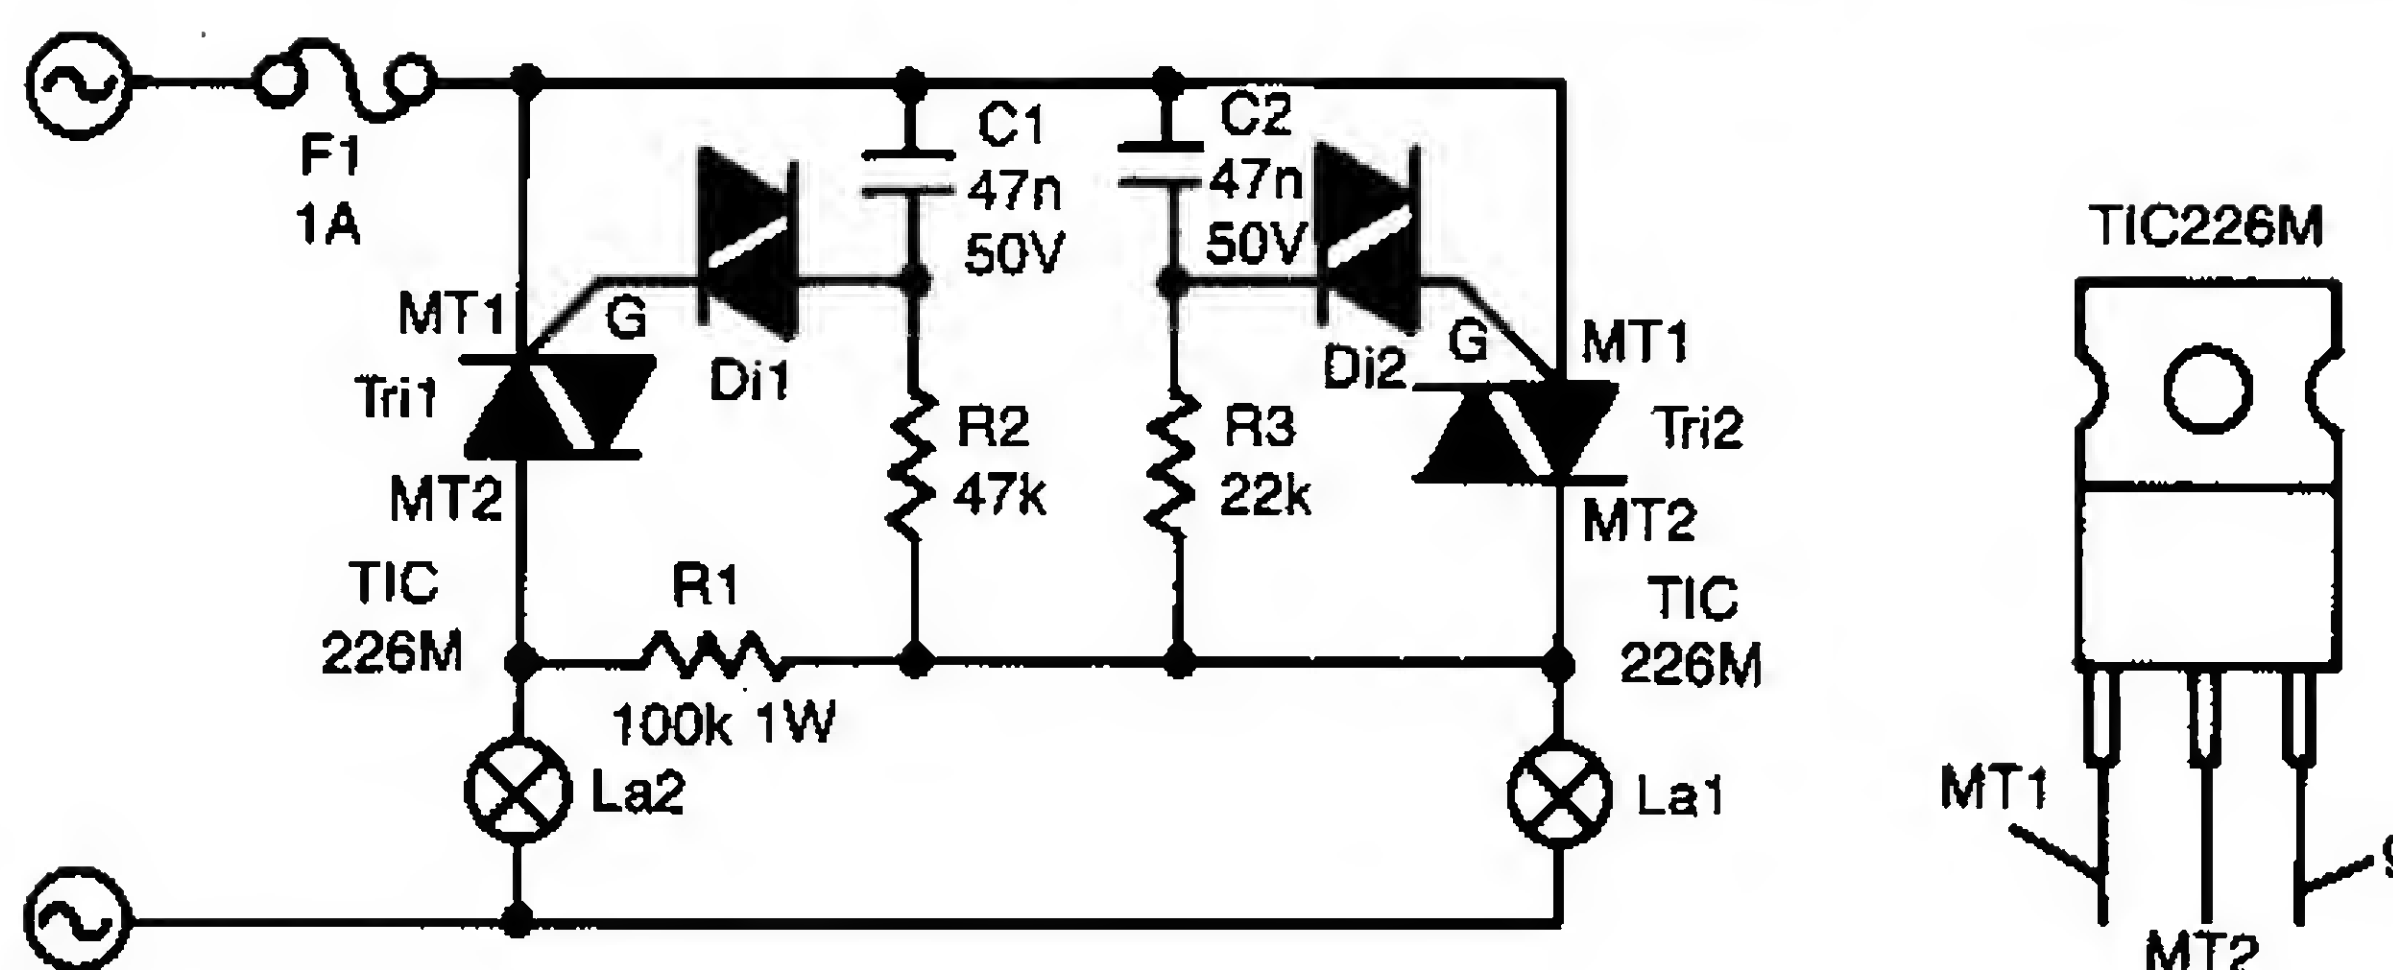 F1
1A
C1
47n
50V
C2
47n
50V
MT1
G
Di1
Tri1
MT2
TIC
226M
R1
100k 1W
R2
47k
R3
22k
Di2
G
MT1
Tri2
MT2
TIC
226M
La2
La1
TIC226M
MT1
MT2